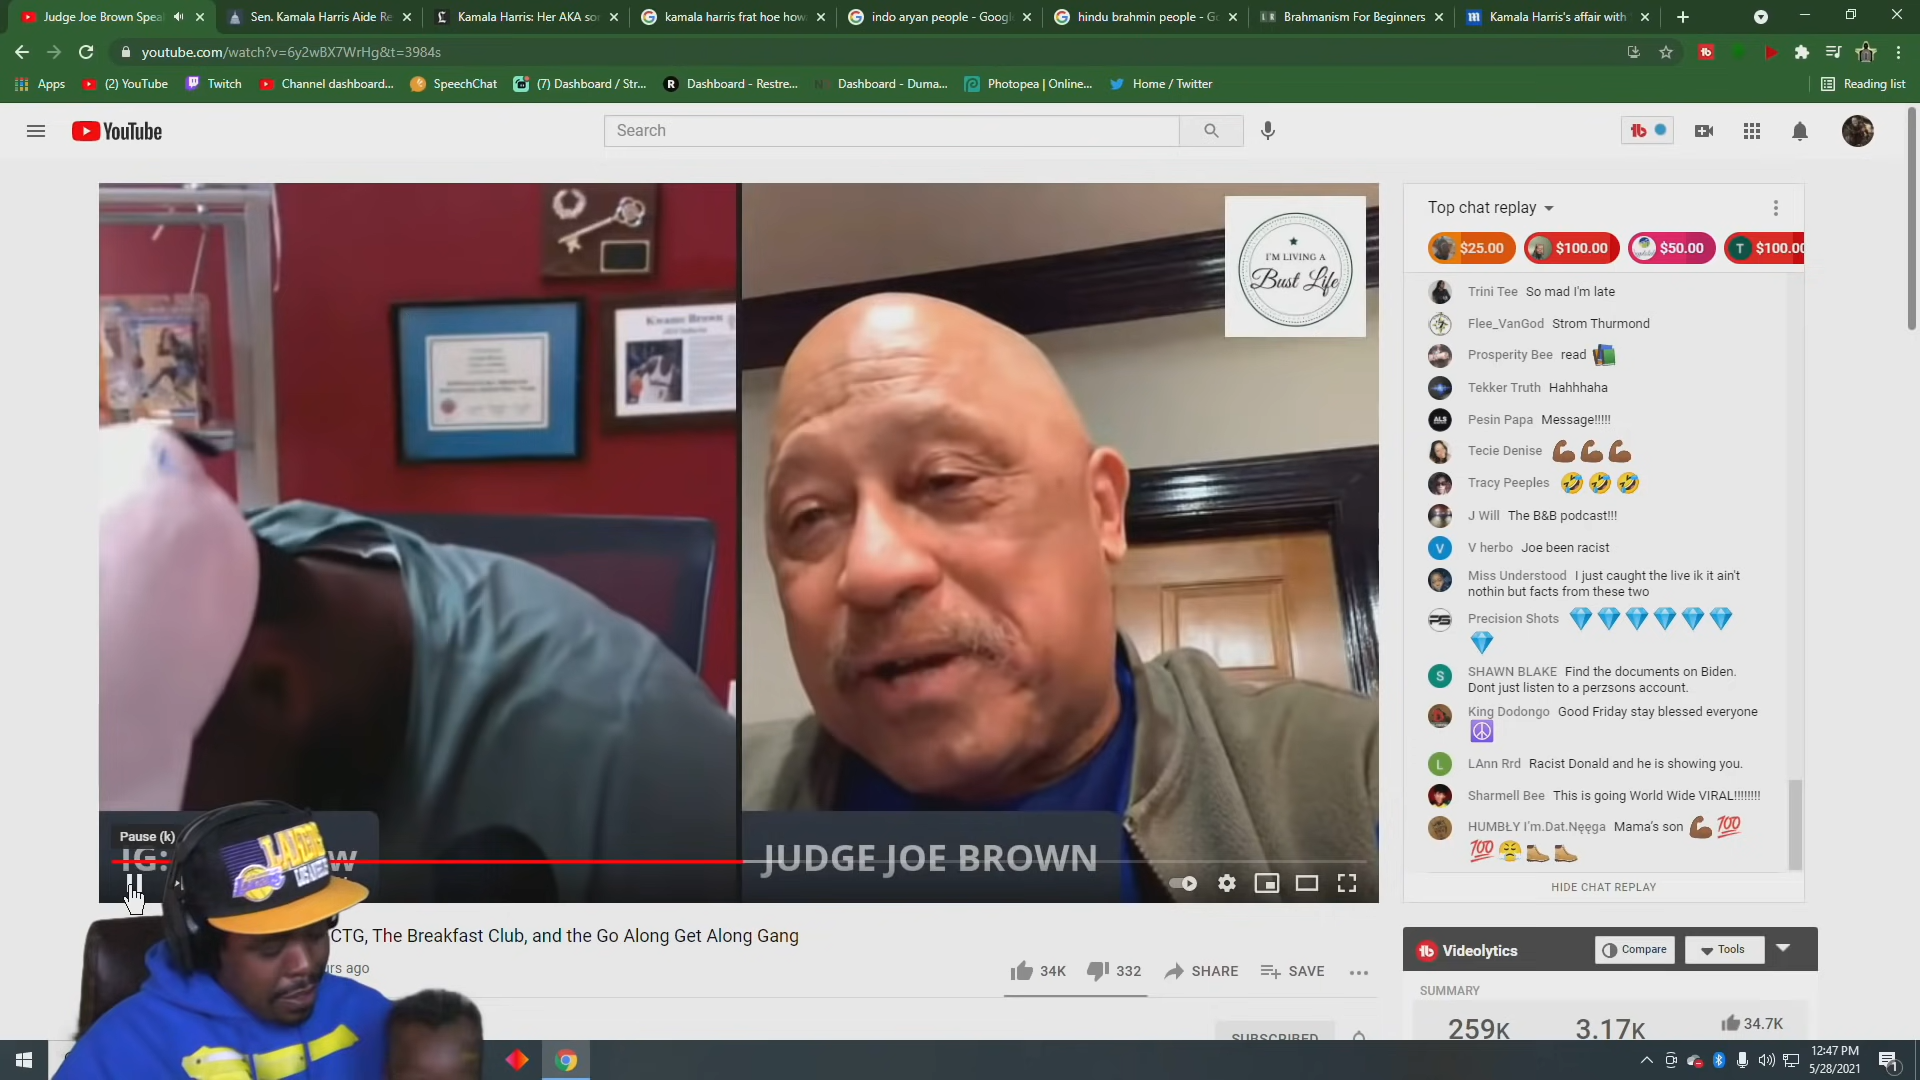 Judge Joe Brown Speal
Sen. Kamala Harris Aide Re
Kamala Harris: Her AKA so
kamala harris frat hoe how
indo aryan people - Googl
hindu brahmin people - Go
Brahmanism For Beginners
Kamala Harris's affair with
youtube.com/watch?v=6y2wBX7WrHg&t=3984s
Apps
(2) YouTube
Twitch
Channel dashboard...
SpeechChat
(7) Dashboard / Str...
Dashboard - Restre...
Dashboard - Duma...
Photopea | Online...
Home / Twitter
Reading list
YouTube
Search
I'M LIVING A
Bust Life
Kwame Brown
Pause (k)
IG:
JUDGE JOE BROWN
CTG, The Breakfast Club, and the Go Along Get Along Gang
urs ago
34K
332
SHARE
SAVE
SUBSCRIBED
Top chat replay
$25.00
$100.00
$50.00
T $100.00
Trini Tee So mad I'm late
Flee_VanGod Strom Thurmond
Prosperity Bee read 📚
Tekker Truth Hahhhaha
Pesin Papa Message!!!!!
Tecie Denise 💪🏾💪🏾💪🏾
Tracy Peeples 🤣🤣🤣
J Will The B&B podcast!!!
V
V herbo Joe been racist
Miss Understood I just caught the live ik it ain't
nothin but facts from these two
PS
Precision Shots 💎💎💎💎💎💎
💎
S
SHAWN BLAKE Find the documents on Biden.
Dont just listen to a perzsons account.
King Dodongo Good Friday stay blessed everyone
☮
L
LAnn Rrd Racist Donald and he is showing you.
Sharmell Bee This is going World Wide VIRAL!!!!!!!!
HUMBŁY I'm.Dat.Nęęga Mama's son 💪🏾💯
💯😤🥾🥾
HIDE CHAT REPLAY
Videolytics
Compare
Tools
SUMMARY
259K
3.17K
34.7K
12:47 PM
5/28/2021
1